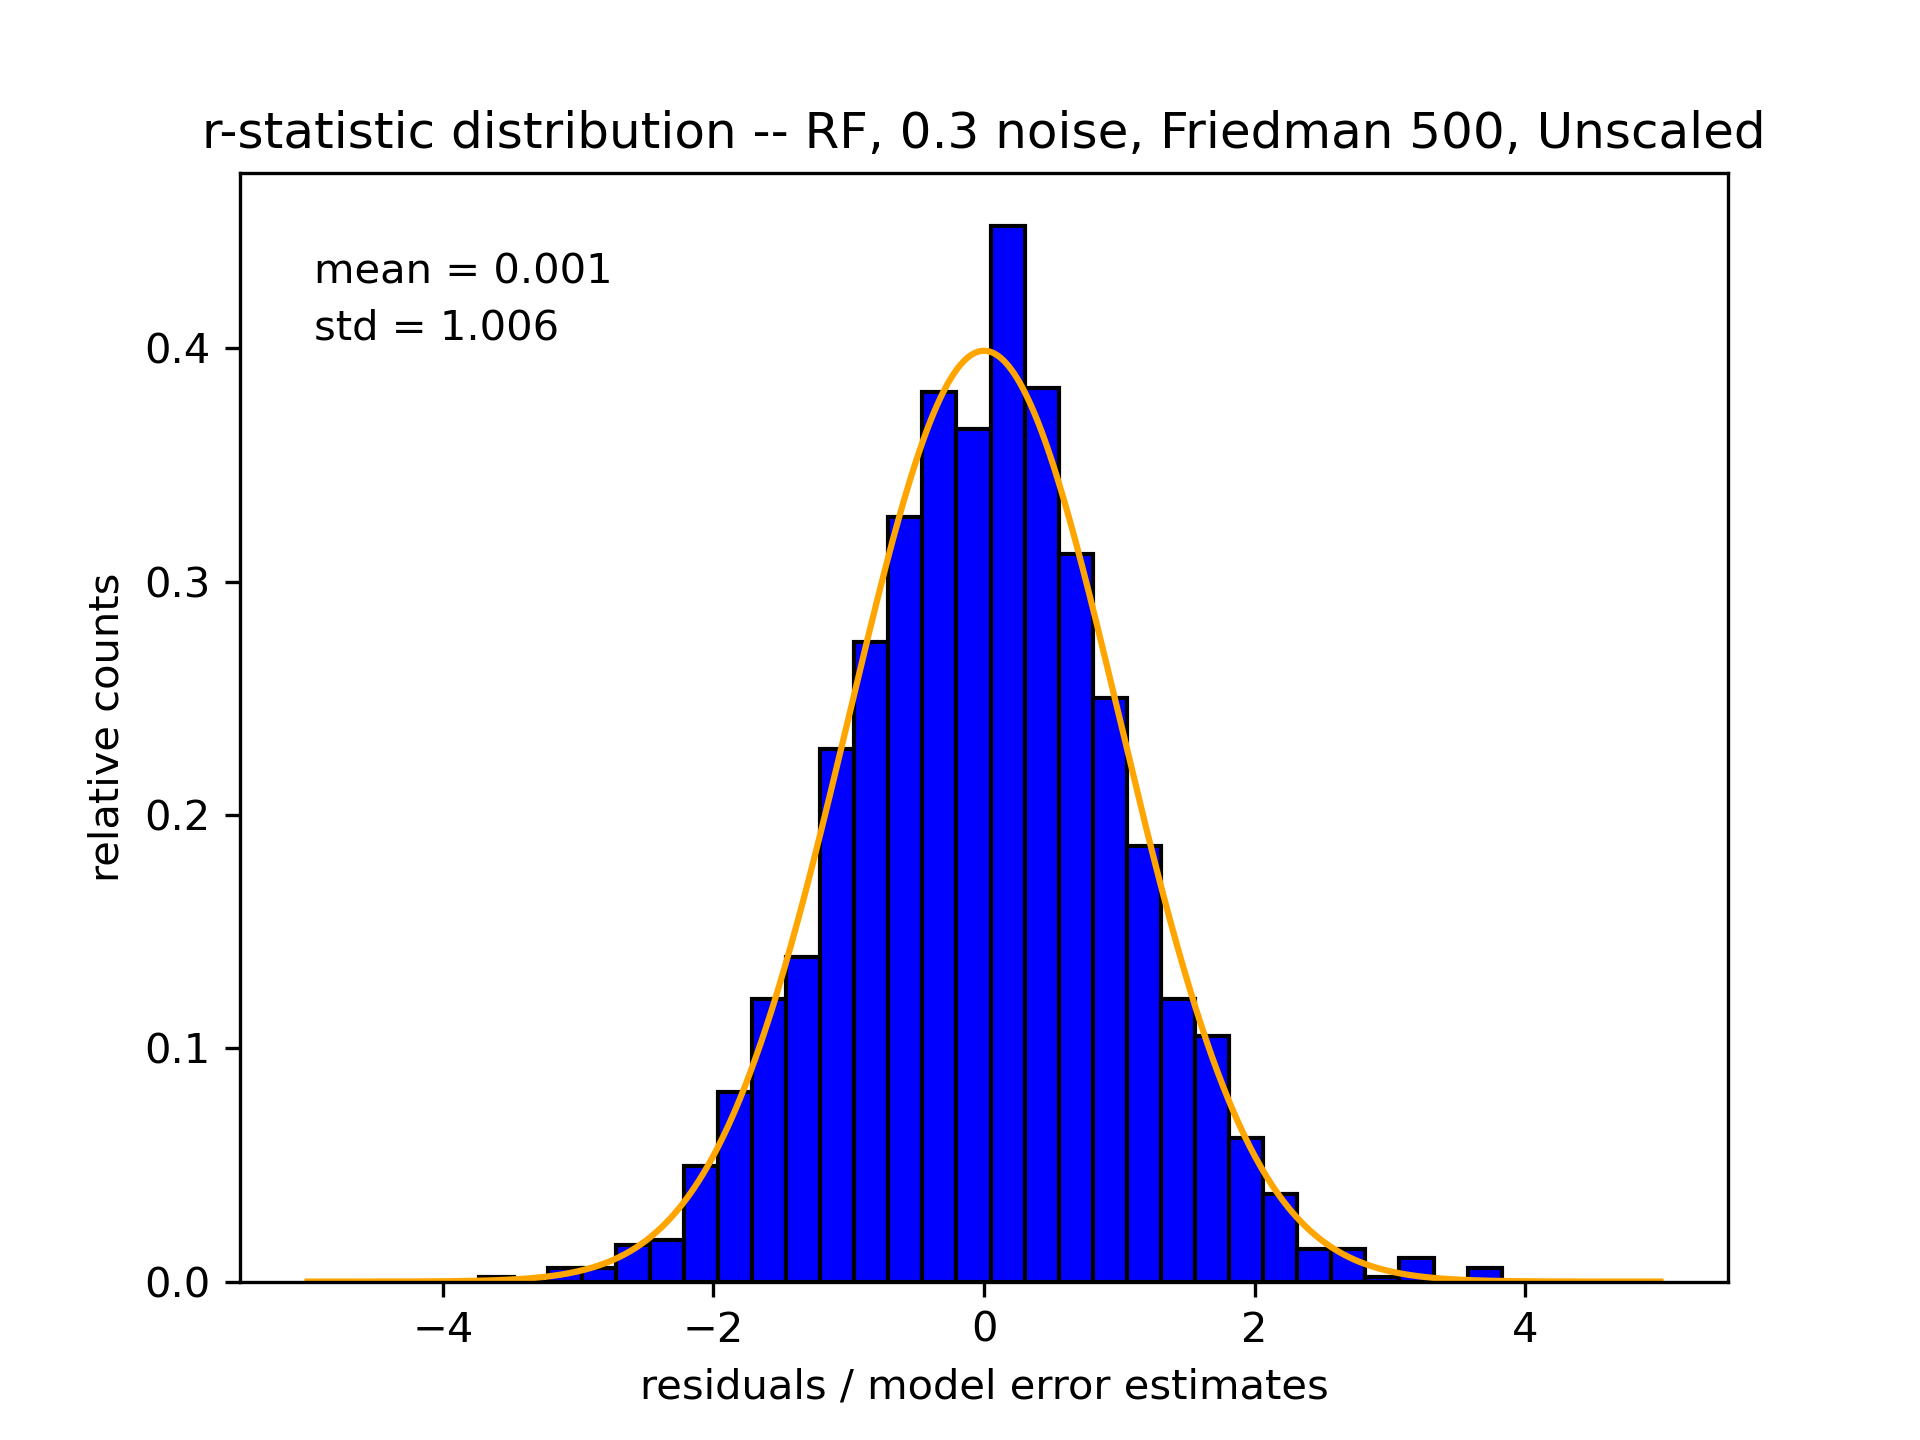 r-statistic distribution -- RF, 0.3 noise, Friedman 500, Unscaled
mean = 0.001
std = 1.006
0.4
0.3
0.2
0.1
0.0
relative counts
−4
−2
0
2
4
residuals / model error estimates